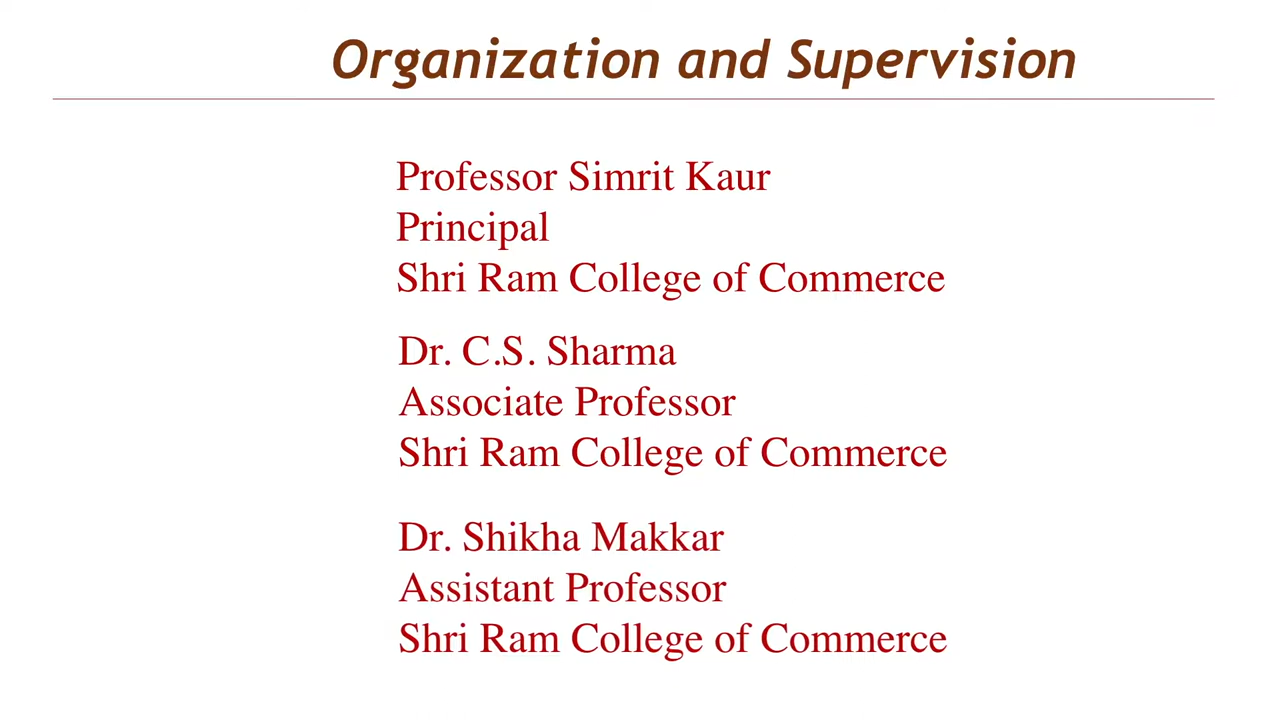 Organization and Supervision
Professor Simrit Kaur
Principal
Shri Ram College of Commerce
Dr. C.S. Sharma
Associate Professor
Shri Ram College of Commerce
Dr. Shikha Makkar
Assistant Professor
Shri Ram College of Commerce